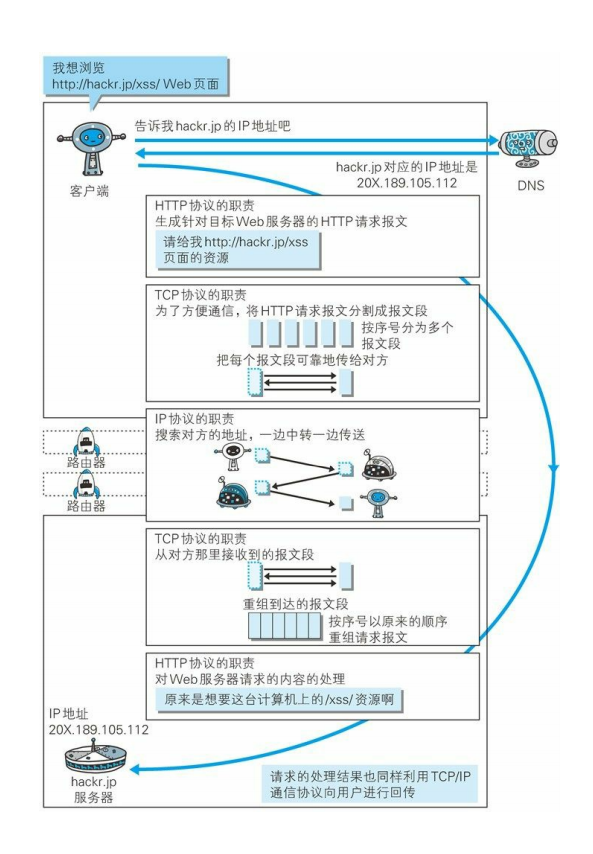 我想浏览
http://hackr.jp/xss/ Web 页面
告诉我hackr.jp的IP地址吧
hackr.jp对应的IP地址是
20X.189.105.112
客户端
DNS
HTTP协议的职责
生成针对目标Web服务器的HTTP请求报文
请给我http://hackr.jp/xss
页面的资源
TCP协议的职责
为了方便通信，将HTTP请求报文分割成报文段
按序号分为多个
报文段
把每个报文段可靠地传给对方
IP协议的职责
搜索对方的地址，一边中转一边传送
路由器
路由器
TCP协议的职责
从对方那里接收到的报文段
重组到达的报文段
按序号以原来的顺序
重组请求报文
HTTP协议的职责
对Web服务器请求的内容的处理
原来是想要这台计算机上的/xss/资源啊
IP地址
20X.189.105.112
hackr.jp
服务器
请求的处理结果也同样利用TCP/IP
通信协议向用户进行回传